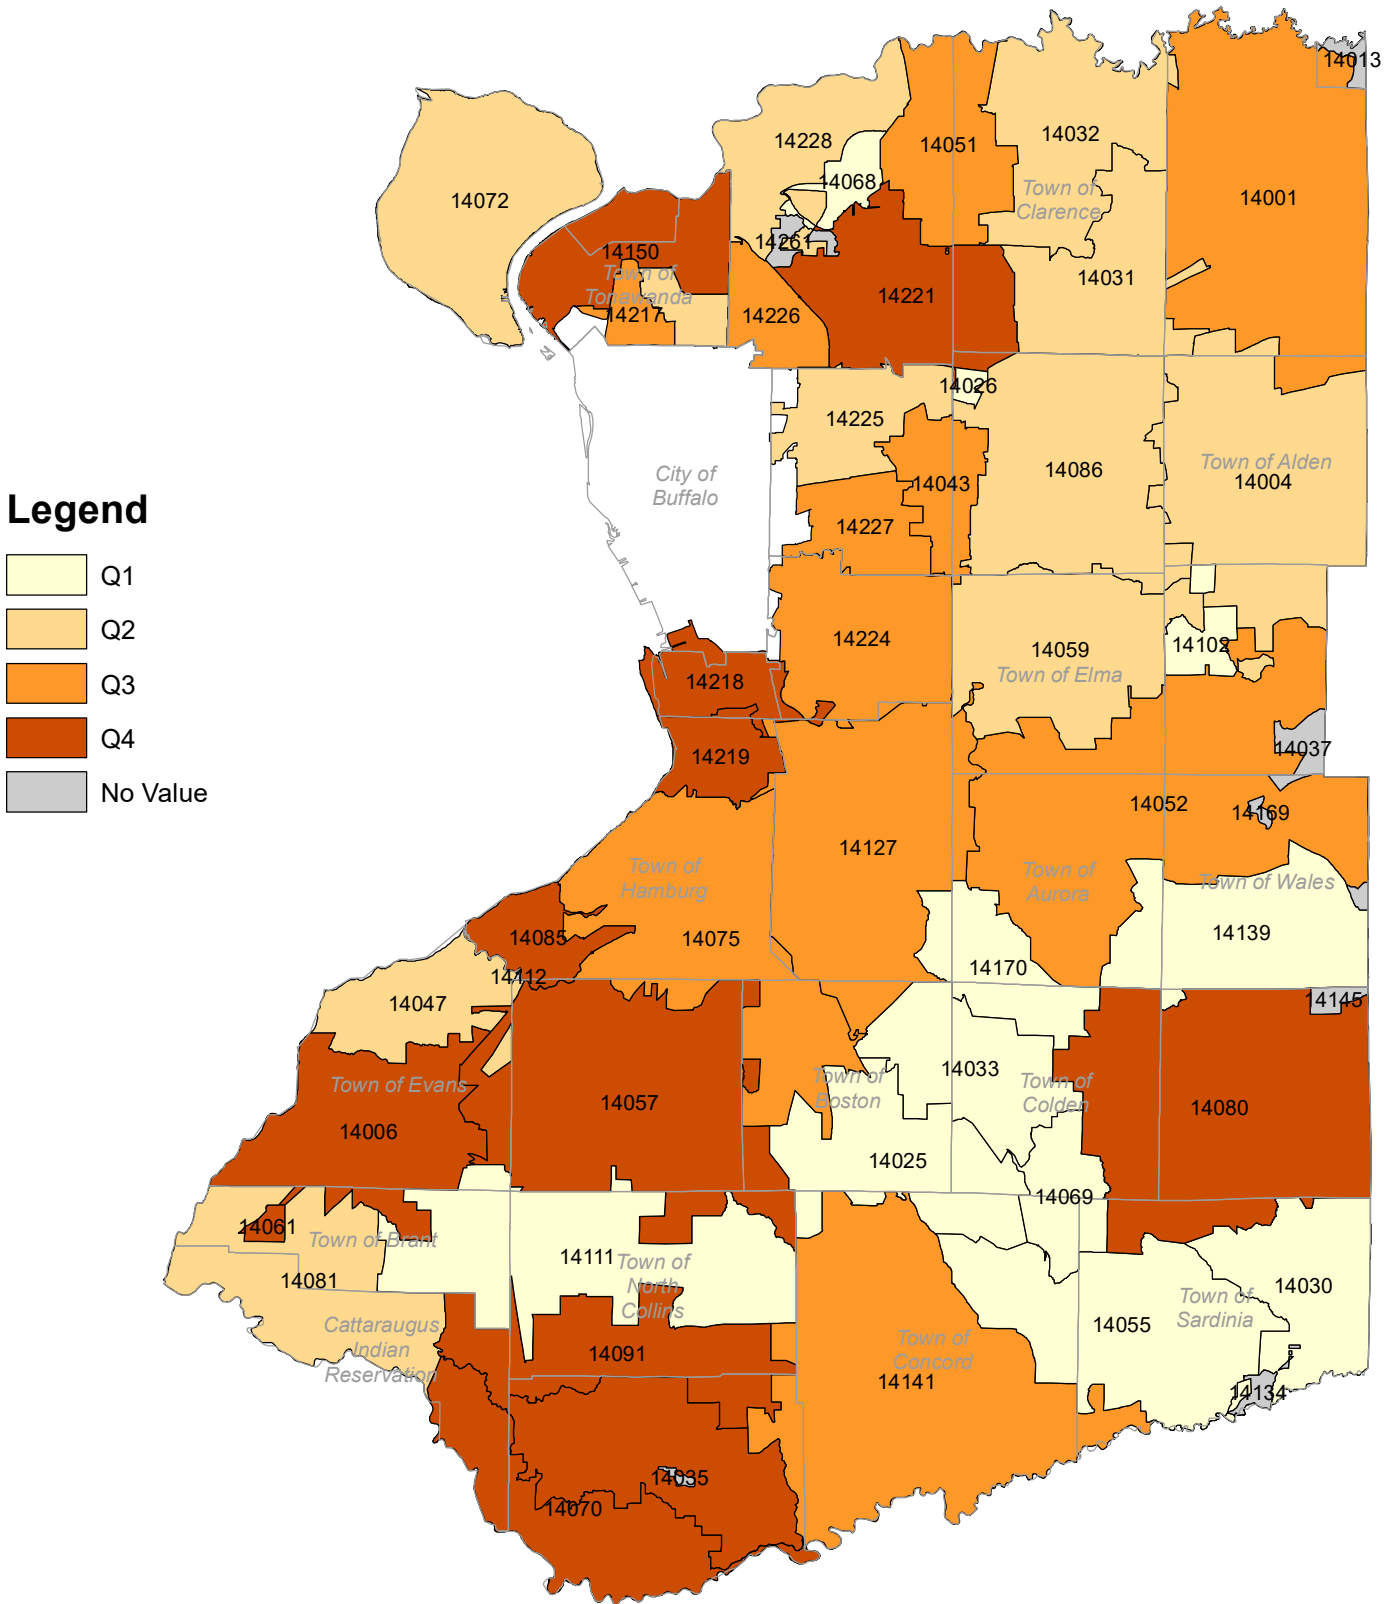 14013
14228
14051
14032
14068
14072
Town of
Clarence
14001
14261
14150
Town of
Tonawanda
14031
14221
14217
14226
14026
14225
City of
Buffalo
14086
Town of Alden
14004
14043
Legend
14227
Q1
Q2
14224
14059
Town of Elma
14102
Q3
14218
Q4
14219
14037
No Value
14052
14169
14127
Town of
Hamburg
Town of
Aurora
Town of Wales
14085
14075
14139
14170
14112
14047
14145
14033
Town of Evans
Town of
Boston
Town of
Colden
14057
14080
14006
14025
14069
14061
Town of Brant
14111
Town of
North
Collins
14081
14030
Town of
Sardinia
Cattaraugus
Indian
Reservation
14055
Town of
Concord
14091
14141
14134
14035
14070